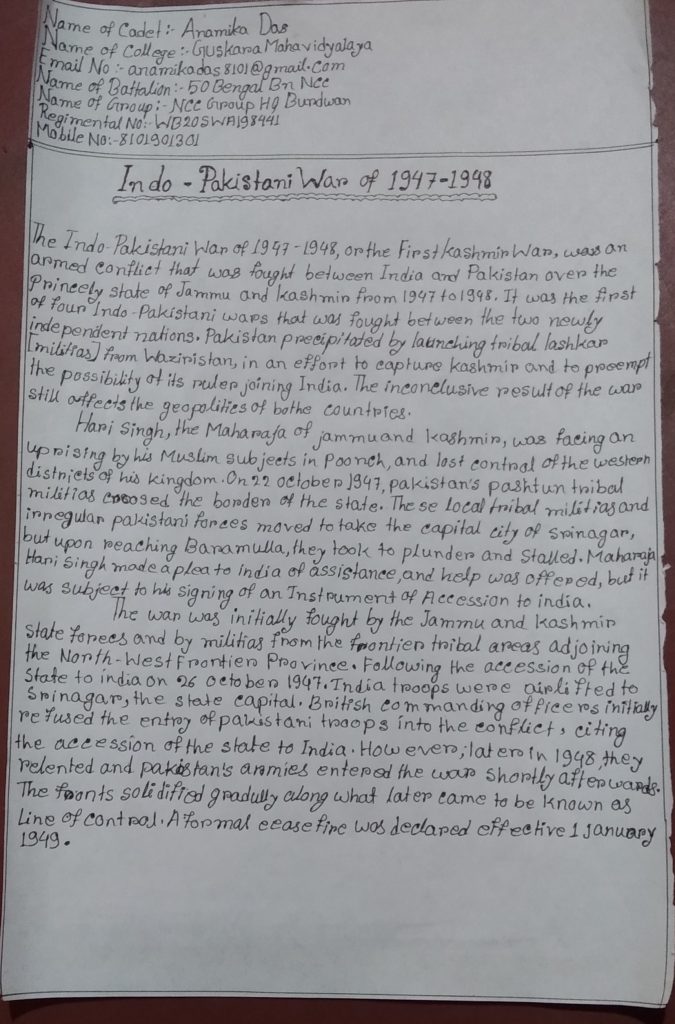 Name of Cadet:- Anamika Das
Name of College:- Guskara Mahavidyalaya
Email No:- anamikadas8101@gmail.com
Name of Battalion:- 50 Bengal Bn NCC
Name of Group:- NCC Group HQ Burdwan
Regimental No:- WB20SWA198441
Mobile No:-8101901301
Indo - Pakistani War of 1947-1948
The Indo-Pakistani War of 1947-1948, or the First kashmir War, was an
armed conflict that was fought between India and Pakistan over the
Princely state of Jammu and kashmir from 1947 to 1948. It was the first
of four Indo-Pakistani wars that was fought between the two newly
independent nations. Pakistan precipitated by launching tribal lashkar
[militias] from Waziristan, in an effort to capture kashmir and to preempt
the possibility of its ruler joining India. The inconclusive result of the war
still affects the geopolitics of bothe countries.
Hari Singh, the Maharaja of jammu and kashmir, was facing an
uprising by his Muslim subjects in Poonch, and lost control of the western
districts of his kingdom. On 22 october 1947, pakistan's pashtun tribal
militias crossed the border of the state. These local tribal militias and
irregular pakistani forces moved to take the capital city of srinagar,
but upon reaching Baramulla, they took to plunder and stalled. Maharaja
Hari Singh made a plea to india of assistance, and help was offered, but it
was subject to his signing of an Instrument of Accession to india.
The war was initially fought by the Jammu and kashmir
state forces and by militias from the frontier tribal areas adjoining
the North-West Frontier Province. Following the accession of the
state to india on 26 october 1947. India troops were airlifted to
Srinagar, the state capital. British commanding officers initially
refused the entry of pakistani troops into the conflict, citing
the accession of the state to India. However, later in 1948, they
relented and pakistan's armies entered the war shortly afterwards.
The fronts solidified gradully along what later came to be known as
Line of control. A formal ceasefire was declared effective 1 january
1949.